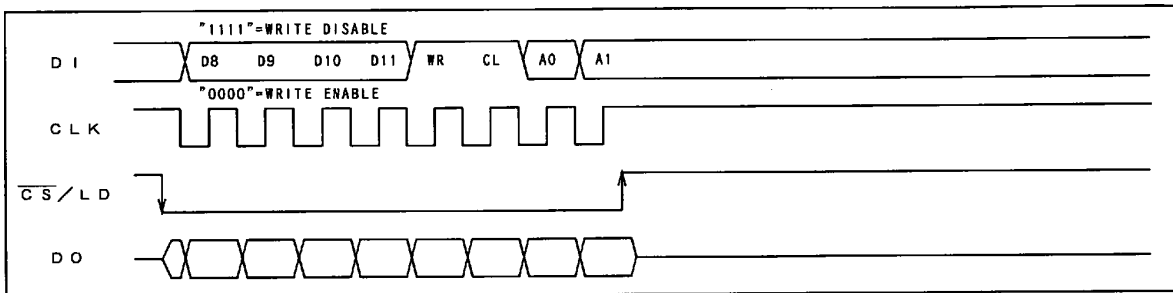 "1111"=WRITE DISABLE
DI D8 D9 D10 D11 WR CL A0 A1
"0000"=WRITE ENABLE
CLK
CS/LD
DO